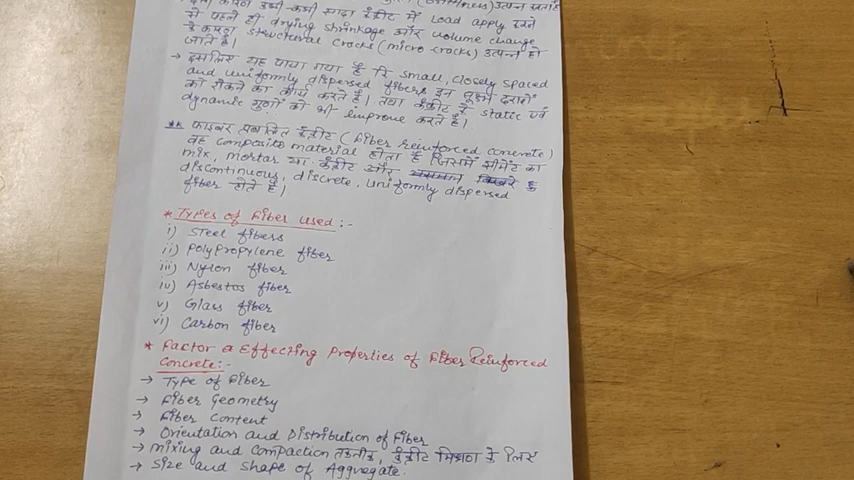 कारण कभी-कभी सादा कंक्रीट में Load apply करने
से पहले ही drying shrinkage और volume change
के कारण structural cracks (micro cracks) उत्पन्न हो
जाते है।
→ इसलिए यह पाया गया है कि small, closely spaced
and uniformly dispersed fibers इन सूक्ष्म दरारों
को रोकने का कार्य करते है। तथा कंक्रीट के static एवं
dynamic गुणों को भी improve करते है।
** फाइबर प्रबलित कंक्रीट (Fiber reinforced concrete)
वह composite material होता है जिसमें सीमेंट का
mix, mortar या कंक्रीट और
discontinuous, discrete, uniformly dispersed
fiber होते है।
* Types of Fiber used :-
i) Steel fibers
ii) Polypropylene fiber
iii) Nylon fiber
iv) Asbestos fiber
v) Glass fiber
vi) Carbon fiber
* Factor a Effecting Properties of Fiber Reinforced
Concrete:-
→ Type of Fiber
→ Fiber Geometry
→ Fiber Content
→ Orientation and Distribution of Fiber
→ mixing and Compaction तकनीक, कंक्रीट मिश्रण के लिए
→ Size and Shape of Aggregate.